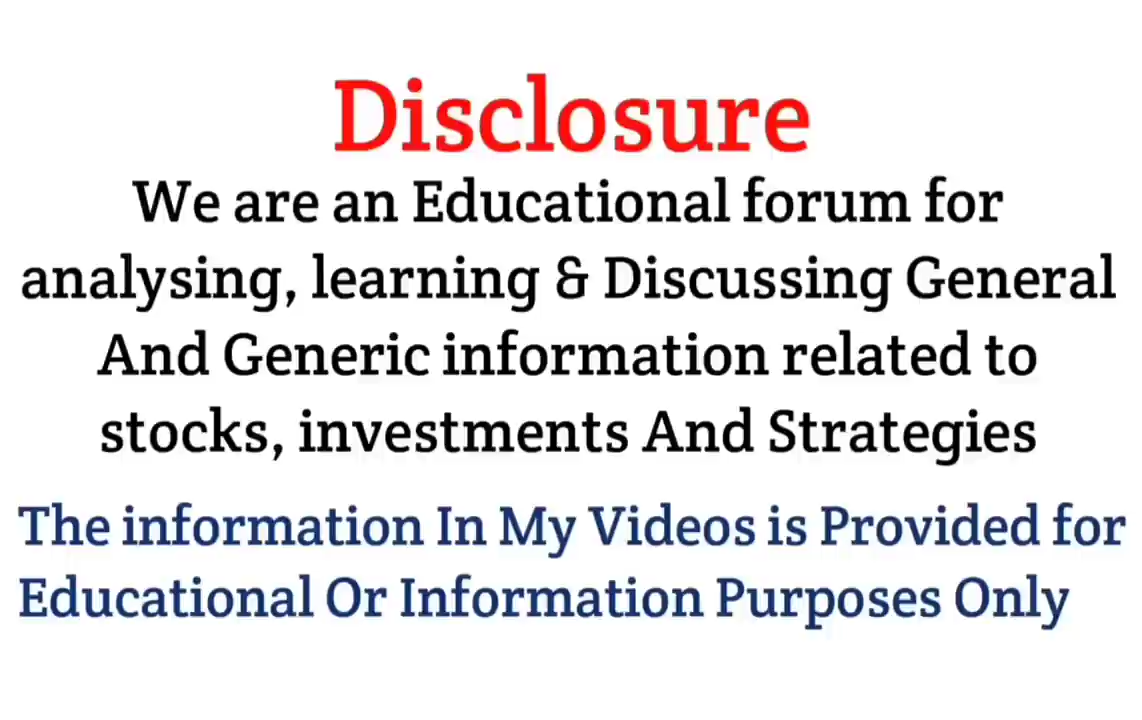 Disclosure
We are an Educational forum for
analysing, learning & Discussing General
And Generic information related to
stocks, investments And Strategies
The information In My Videos is Provided for
Educational Or Information Purposes Only